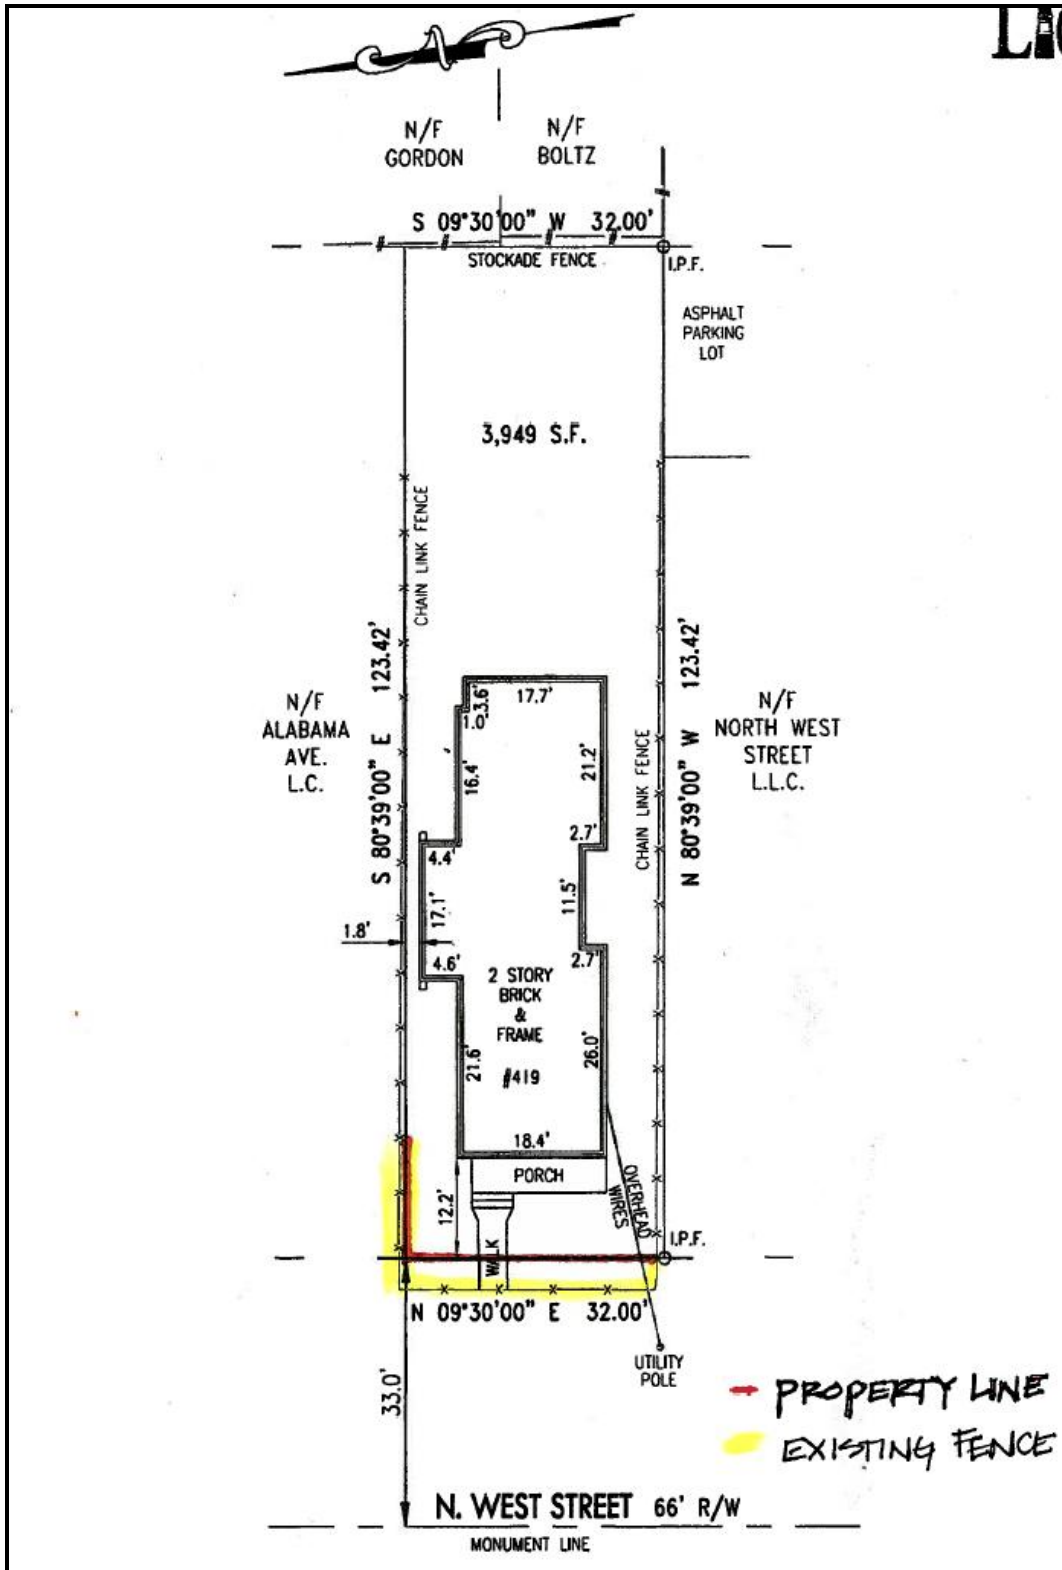 N
N/F
GORDON
N/F
BOLTZ
S 09°30'00" W 32.00'
STOCKADE FENCE
I.P.F.
ASPHALT
PARKING
LOT
3,949 S.F.
CHAIN LINK FENCE
S 80°39'00" E 123.42'
N/F
ALABAMA
AVE.
L.C.
CHAIN LINK FENCE
N 80°39'00" W 123.42'
N/F
NORTH WEST
STREET
L.L.C.
17.7'
3.6'
1.0'
16.4'
21.2'
4.4'
2.7'
17.1'
11.5'
1.8'
4.6'
2.7'
2 STORY
BRICK
&
FRAME
#419
21.6'
26.0'
18.4'
PORCH
12.2'
WALK
OVERHEAD
WIRES
I.P.F.
N 09°30'00" E 32.00'
33.0'
UTILITY
POLE
PROPERTY LINE
EXISTING FENCE
N. WEST STREET 66' R/W
MONUMENT LINE